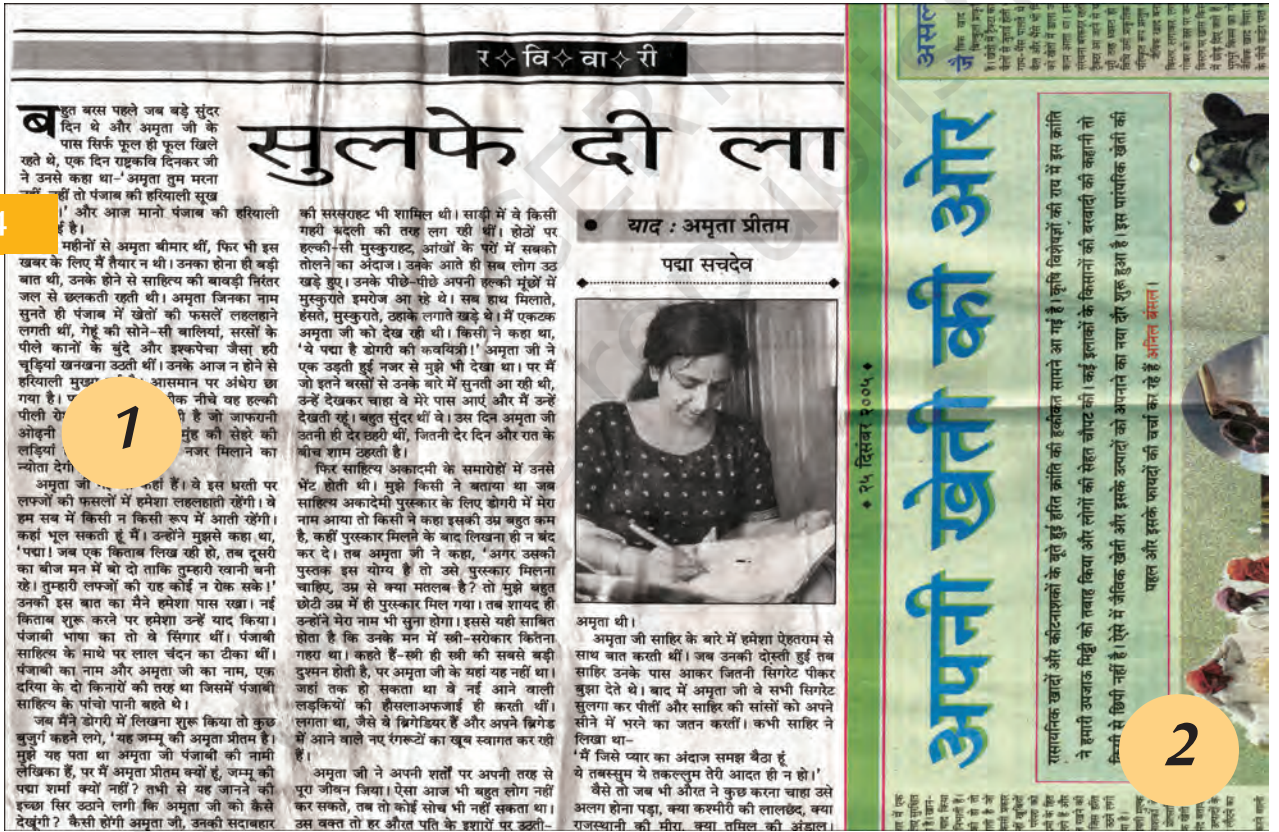 र वि वा री
सुलफे दी ला
बहुत बरस पहले जब बड़े सुंदर
दिन थे और अमृता जी के
पास सिर्फ फूल ही फूल खिले
रहते थे, एक दिन राष्ट्रकवि दिनकर जी
ने उनसे कहा था-'अमृता तुम मरना
तो पंजाब की हरियाली सूख
' और आज मानो पंजाब की हरियाली
है।
महीनों से अमृता बीमार थीं, फिर भी इस
खबर के लिए मैं तैयार न थी। उनका होना ही बड़ी
बात थी, उनके होने से साहित्य की बावड़ी निरंतर
जल से छलकती रहती थी। अमृता जिनका नाम
सुनते ही पंजाब में खेतों की फसलें लहलहाने
लगती थीं, गेहूं की सोने-सी बालियां, सरसों के
पीले कानों के बुंदे और इश्कपेचा जैसा हरी
चूड़ियां खनखना उठती थीं। उनके आज न होने से
हरियाली आसमान पर अंधेरा छा
गया है। नीचे वह हल्की
पीली है जो जाफरानी
ओढ़नी मुंह को सेहरे की
लड़ियां नजर मिलाने का
न्योता देगी
अमृता जी कहां हैं। वे इस धरती पर
लफ्जों की फसलों में हमेशा लहलहाती रहेंगी। वे
हम सब में किसी न किसी रूप में आती रहेंगी।
कहां भूल सकती हूं मैं। उन्होंने मुझसे कहा था,
'पद्मा! जब एक किताब लिख रही हो, तब दूसरी
का बीज मन में बो दो ताकि तुम्हारी रवानी बनी
रहे। तुम्हारी लफ्जों की राह कोई न रोक सके।'
उनकी इस बात का मैंने हमेशा पास रखा। नई
किताब शुरू करने पर हमेशा उन्हें याद किया।
पंजाबी भाषा का तो वे सिंगार थीं। पंजाबी
साहित्य के माथे पर लाल चंदन का टीका थीं।
पंजाबी का नाम और अमृता जी का नाम, एक
दरिया के दो किनारों की तरह था जिसमें पंजाबी
साहित्य के पांचो पानी बहते थे।
जब मैंने डोगरी में लिखना शुरू किया तो कुछ
बुजुर्ग कहने लगे, 'यह जम्मू की अमृता प्रीतम है।
मुझे यह पता था अमृता जी पंजाबी की नामी
लेखिका हैं, पर मैं अमृता प्रीतम क्यों हूं, जम्मू की
पद्मा शर्मा क्यों नहीं? तभी से यह जानने की
इच्छा सिर उठाने लगी कि अमृता जी को कैसे
देखूंगी? कैसी होंगी अमृता जी, उनकी सदाबहार
की सरसराहट भी शामिल थी। साड़ी में वे किसी
गहरी बदली की तरह लग रही थीं। होठों पर
हल्की-सी मुस्कुराहट, आंखों के परों में सबको
तोलने का अंदाज। उनके आते ही सब लोग उठ
खड़े हुए। उनके पीछे-पीछे अपनी हल्की मूंछों में
मुस्कुराते इमरोज आ रहे थे। सब हाथ मिलाते,
हंसते, मुस्कुराते, ठहाके लगाते खड़े थे। मैं एकटक
अमृता जी को देख रही थी। किसी ने कहा था,
'ये पद्मा है डोगरी की कवयित्री!' अमृता जी ने
एक उड़ती हुई नजर से मुझे भी देखा था। पर मैं
जो इतने बरसों से उनके बारे में सुनती आ रही थी,
उन्हें देखकर चाहा वे मेरे पास आएं और मैं उन्हें
देखती रहूं। बहुत सुंदर थीं वे। उस दिन अमृता जी
उतनी ही देर ठहरी थीं, जितनी देर दिन और रात के
बीच शाम ठहरती है।
फिर साहित्य अकादमी के समारोहों में उनसे
भेंट होती थी। मुझे किसी ने बताया था जब
साहित्य अकादेमी पुरस्कार के लिए डोगरी में मेरा
नाम आया तो किसी ने कहा इसकी उम्र बहुत कम
है, कहीं पुरस्कार मिलने के बाद लिखना ही न बंद
कर दे। तब अमृता जी ने कहा, 'अगर उसकी
पुस्तक इस योग्य है तो उसे पुरस्कार मिलना
चाहिए, उम्र से क्या मतलब है? तो मुझे बहुत
छोटी उम्र में ही पुरस्कार मिल गया। तब शायद ही
उन्होंने मेरा नाम भी सुना होगा। इससे यही साबित
होता है कि उनके मन में स्त्री-सरोकार कितना
गहरा था। कहते हैं-स्त्री ही स्त्री की सबसे बड़ी
दुश्मन होती है, पर अमृता जी के यहां यह नहीं था।
जहां तक हो सकता था वे नई आने वाली
लड़कियों की हौसलाअफजाई ही करती थीं।
लगता था, जैसे वे ब्रिगेडियर हैं और अपने ब्रिगेड
में आने वाले नए रंगरूटों का खूब स्वागत कर रही
हैं।
अमृता जी ने अपनी शर्तों पर अपनी तरह से
पूरा जीवन जिया। ऐसा आज भी बहुत लोग नहीं
कर सकते, तब तो कोई सोच भी नहीं सकता था।
उस वक्त तो हर औरत पति के इशारों पर उठती-
याद : अमृता प्रीतम
पद्मा सचदेव
अमृता थी।
अमृता जी साहिर के बारे में हमेशा ऐहतराम से
साथ बात करती थीं। जब उनकी दोस्ती हुई तब
साहिर उनके पास आकर जितनी सिगरेट पीकर
बुझा देते थे। बाद में अमृता जी वे सभी सिगरेट
सुलगा कर पीतीं और साहिर की सांसों को अपने
सीने में भरने का जतन करतीं। कभी साहिर ने
लिखा था-
'मैं जिसे प्यार का अंदाज समझ बैठा हूं
ये तबस्सुम ये तकल्लुम तेरी आदत ही न हो।'
वैसे तो जब भी औरत ने कुछ करना चाहा उसे
अलग होना पड़ा, क्या कश्मीरी की लालछंद, क्या
राजस्थानी की मीरा, क्या तमिल की अंडाल।
1
4
२५ दिसंबर २००५
अपनी खेती की ओर
रासायनिक खादों और कीटनाशकों के बूते हुई हरित क्रांति की हकीकत सामने आ गई है। कृषि विशेषज्ञों की राय में इस क्रांति
ने हमारी उपजाऊ मिट्टी को तबाह किया और लोगों की सेहत चौपट की। कई इलाकों के किसानों की बरबादी की कहानी तो
से छिपी नहीं है। ऐसे में जैविक खेती और इसके उत्पादों को अपनाने का नया दौर शुरू हुआ है। इस पारंपरिक खेती की
पहल और इसके फायदों की चर्चा कर रहे हैं अनिल बंसल।
असल
2